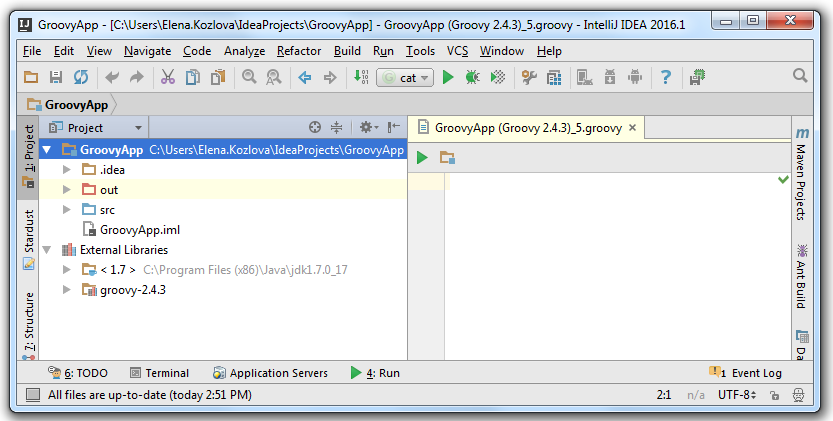 GroovyApp - [C:\Users\Elena.Kozlova\IdeaProjects\GroovyApp] - GroovyApp (Groovy 2.4.3)_5.groovy - IntelliJ IDEA 2016.1
File Edit View Navigate Code Analyze Refactor Build Run Tools VCS Window Help
cat
GroovyApp
1: Project
Stardust
7: Structure
Project
GroovyApp C:\Users\Elena.Kozlova\IdeaProjects\GroovyApp
.idea
out
src
GroovyApp.iml
External Libraries
< 1.7 > C:\Program Files (x86)\Java\jdk1.7.0_17
groovy-2.4.3
GroovyApp (Groovy 2.4.3)_5.groovy
Maven Projects
Ant Build
6: TODO Terminal Application Servers 4: Run 1 Event Log
All files are up-to-date (today 2:51 PM) 2:1 n/a UTF-8